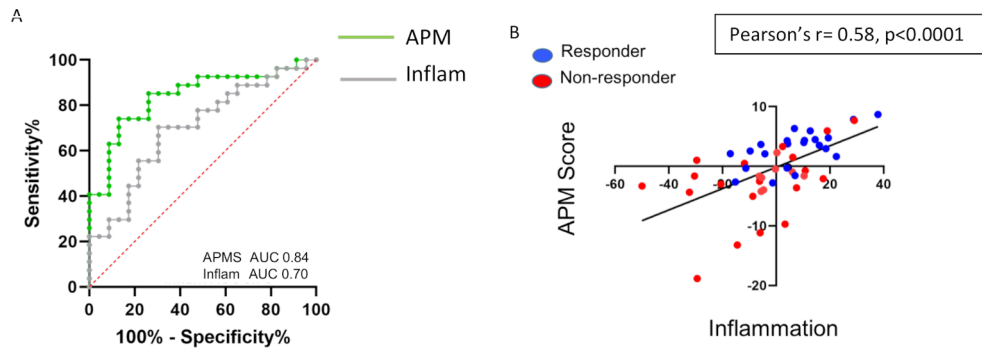 A
APM
Inflam
100
80
60
40
20
0
Sensitivity%
APMS AUC 0.84
Inflam AUC 0.70
0 20 40 60 80 100
100% - Specificity%
B
Pearson's r= 0.58, p<0.0001
Responder
Non-responder
APM Score
10
-60 -40 -20 0 20 40
-10
-20
Inflammation